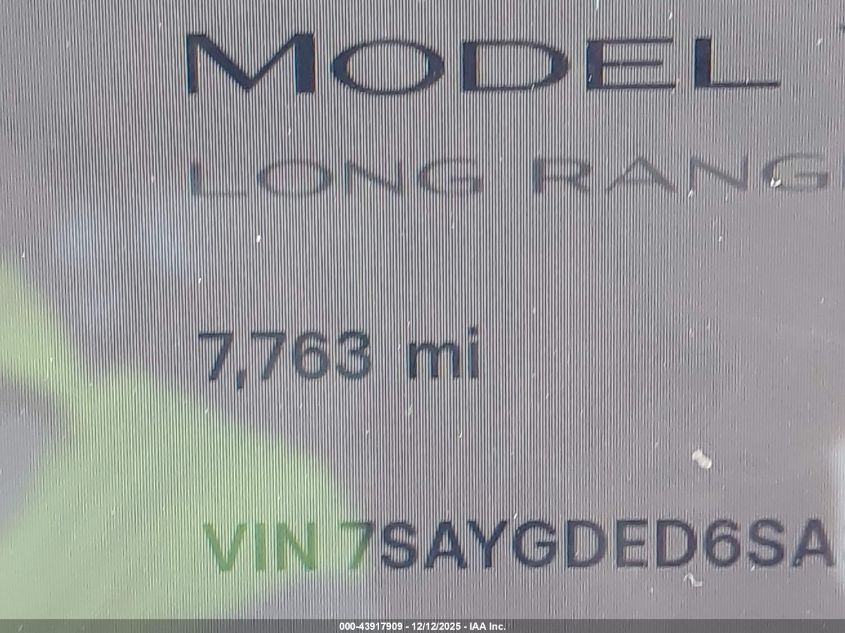 MODEL
LONG RANG
7,763 mi
VIN 7SAYGDED6SA
000-43917909 - 12/12/2025 - IAA Inc.